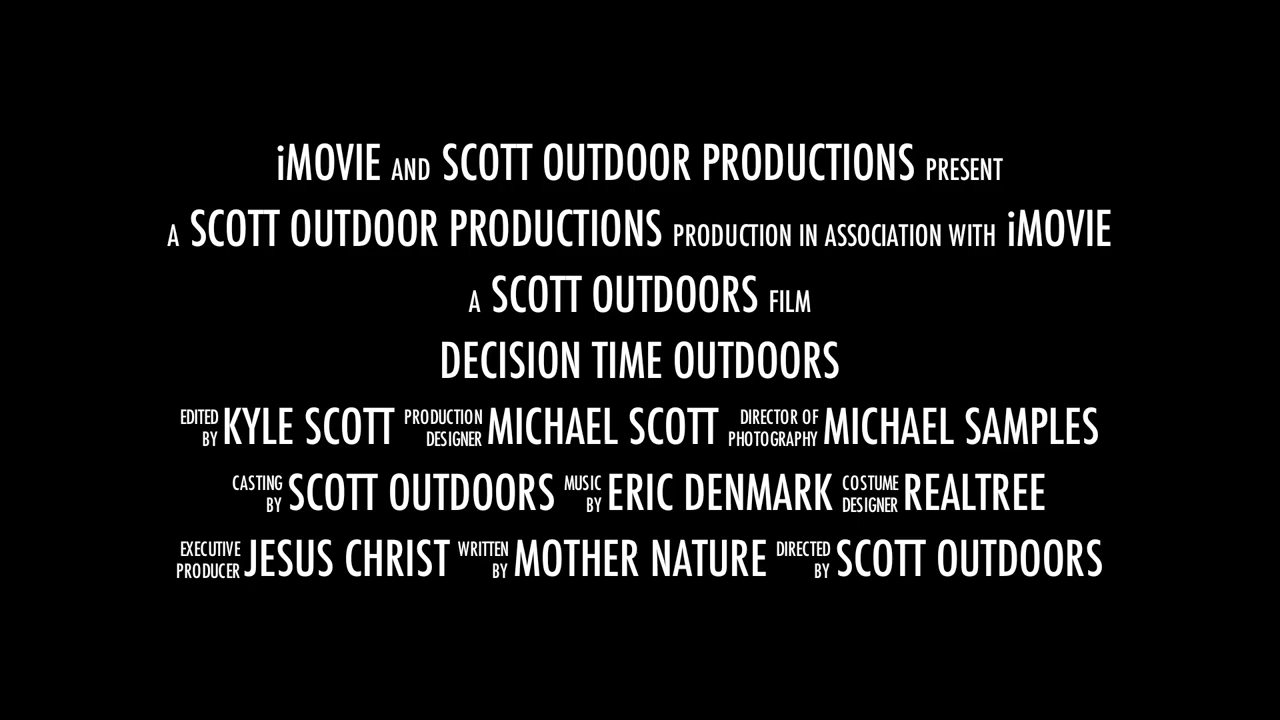 iMOVIE AND SCOTT OUTDOOR PRODUCTIONS PRESENT
A SCOTT OUTDOOR PRODUCTIONS PRODUCTION IN ASSOCIATION WITH iMOVIE
A SCOTT OUTDOORS FILM
DECISION TIME OUTDOORS
EDITED BY KYLE SCOTT PRODUCTION DESIGNER MICHAEL SCOTT DIRECTOR OF PHOTOGRAPHY MICHAEL SAMPLES
CASTING BY SCOTT OUTDOORS MUSIC BY ERIC DENMARK COSTUME DESIGNER REALTREE
EXECUTIVE PRODUCER JESUS CHRIST WRITTEN BY MOTHER NATURE DIRECTED BY SCOTT OUTDOORS